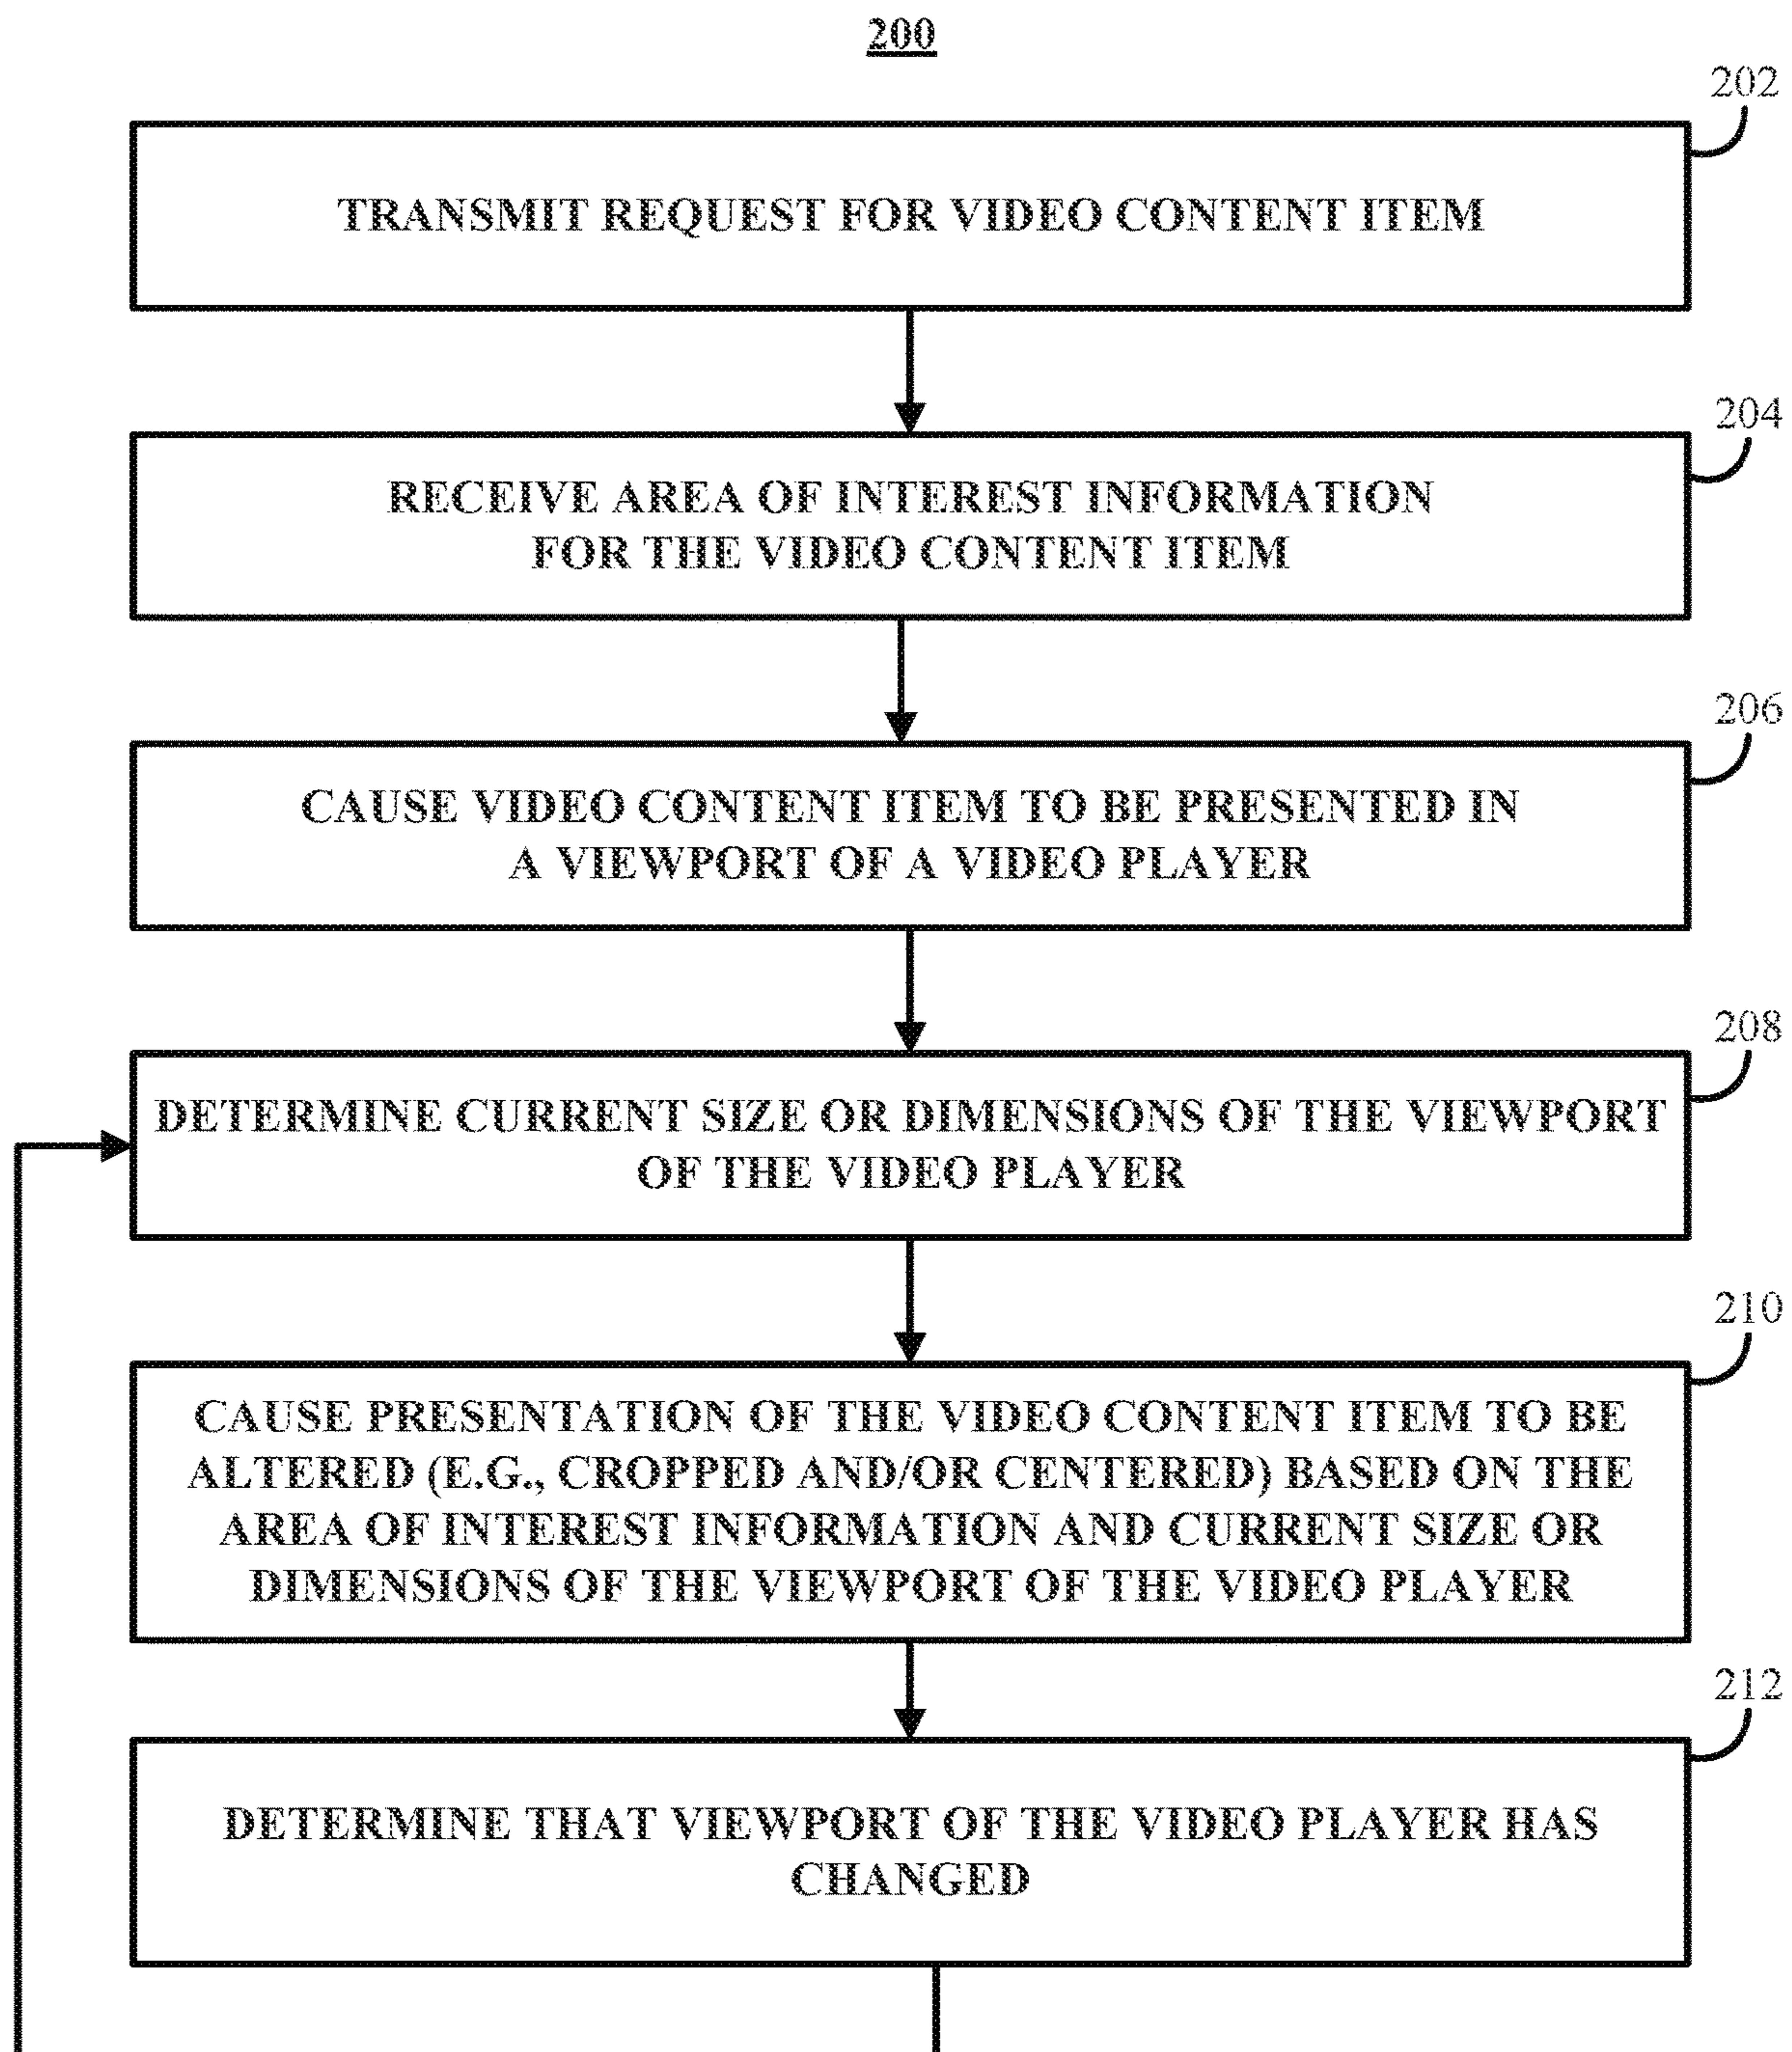 200
202
TRANSMIT REQUEST FOR VIDEO CONTENT ITEM
204
RECEIVE AREA OF INTEREST INFORMATION
FOR THE VIDEO CONTENT ITEM
206
CAUSE VIDEO CONTENT ITEM TO BE PRESENTED IN
A VIEWPORT OF A VIDEO PLAYER
208
DETERMINE CURRENT SIZE OR DIMENSIONS OF THE VIEWPORT
OF THE VIDEO PLAYER
210
CAUSE PRESENTATION OF THE VIDEO CONTENT ITEM TO BE
ALTERED (E.G., CROPPED AND/OR CENTERED) BASED ON THE
AREA OF INTEREST INFORMATION AND CURRENT SIZE OR
DIMENSIONS OF THE VIEWPORT OF THE VIDEO PLAYER
212
DETERMINE THAT VIEWPORT OF THE VIDEO PLAYER HAS
CHANGED